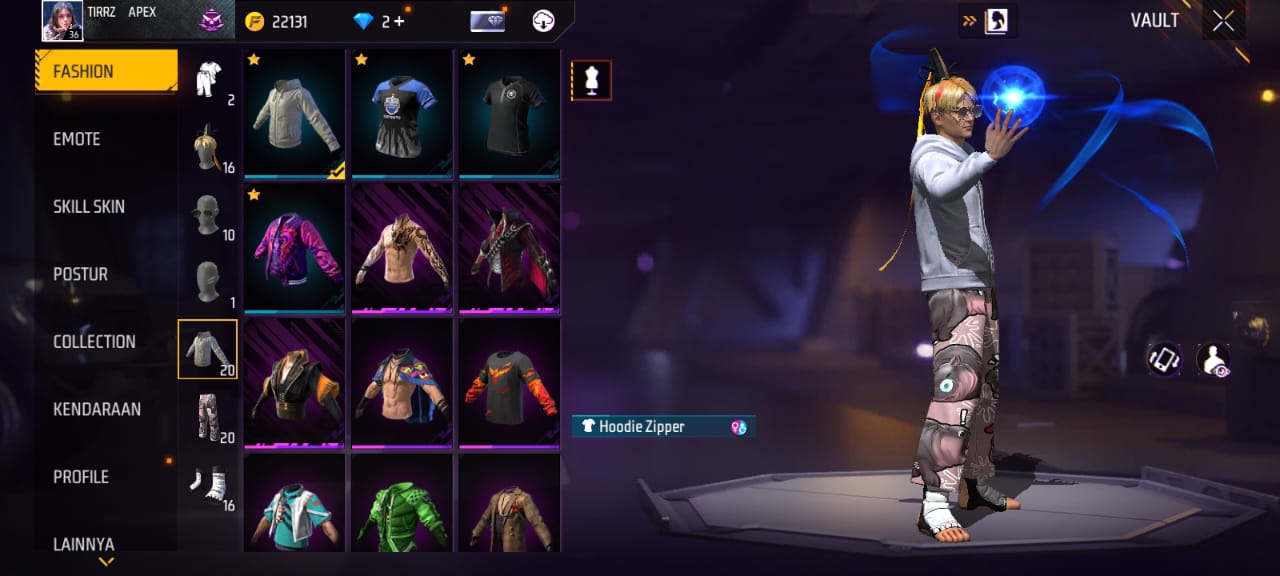 TIRRZ APEX
36
22131
2+
VAULT
FASHION
EMOTE
SKILL SKIN
POSTUR
COLLECTION
KENDARAAN
PROFILE
LAINNYA
2
16
10
1
20
20
16
Hoodie Zipper